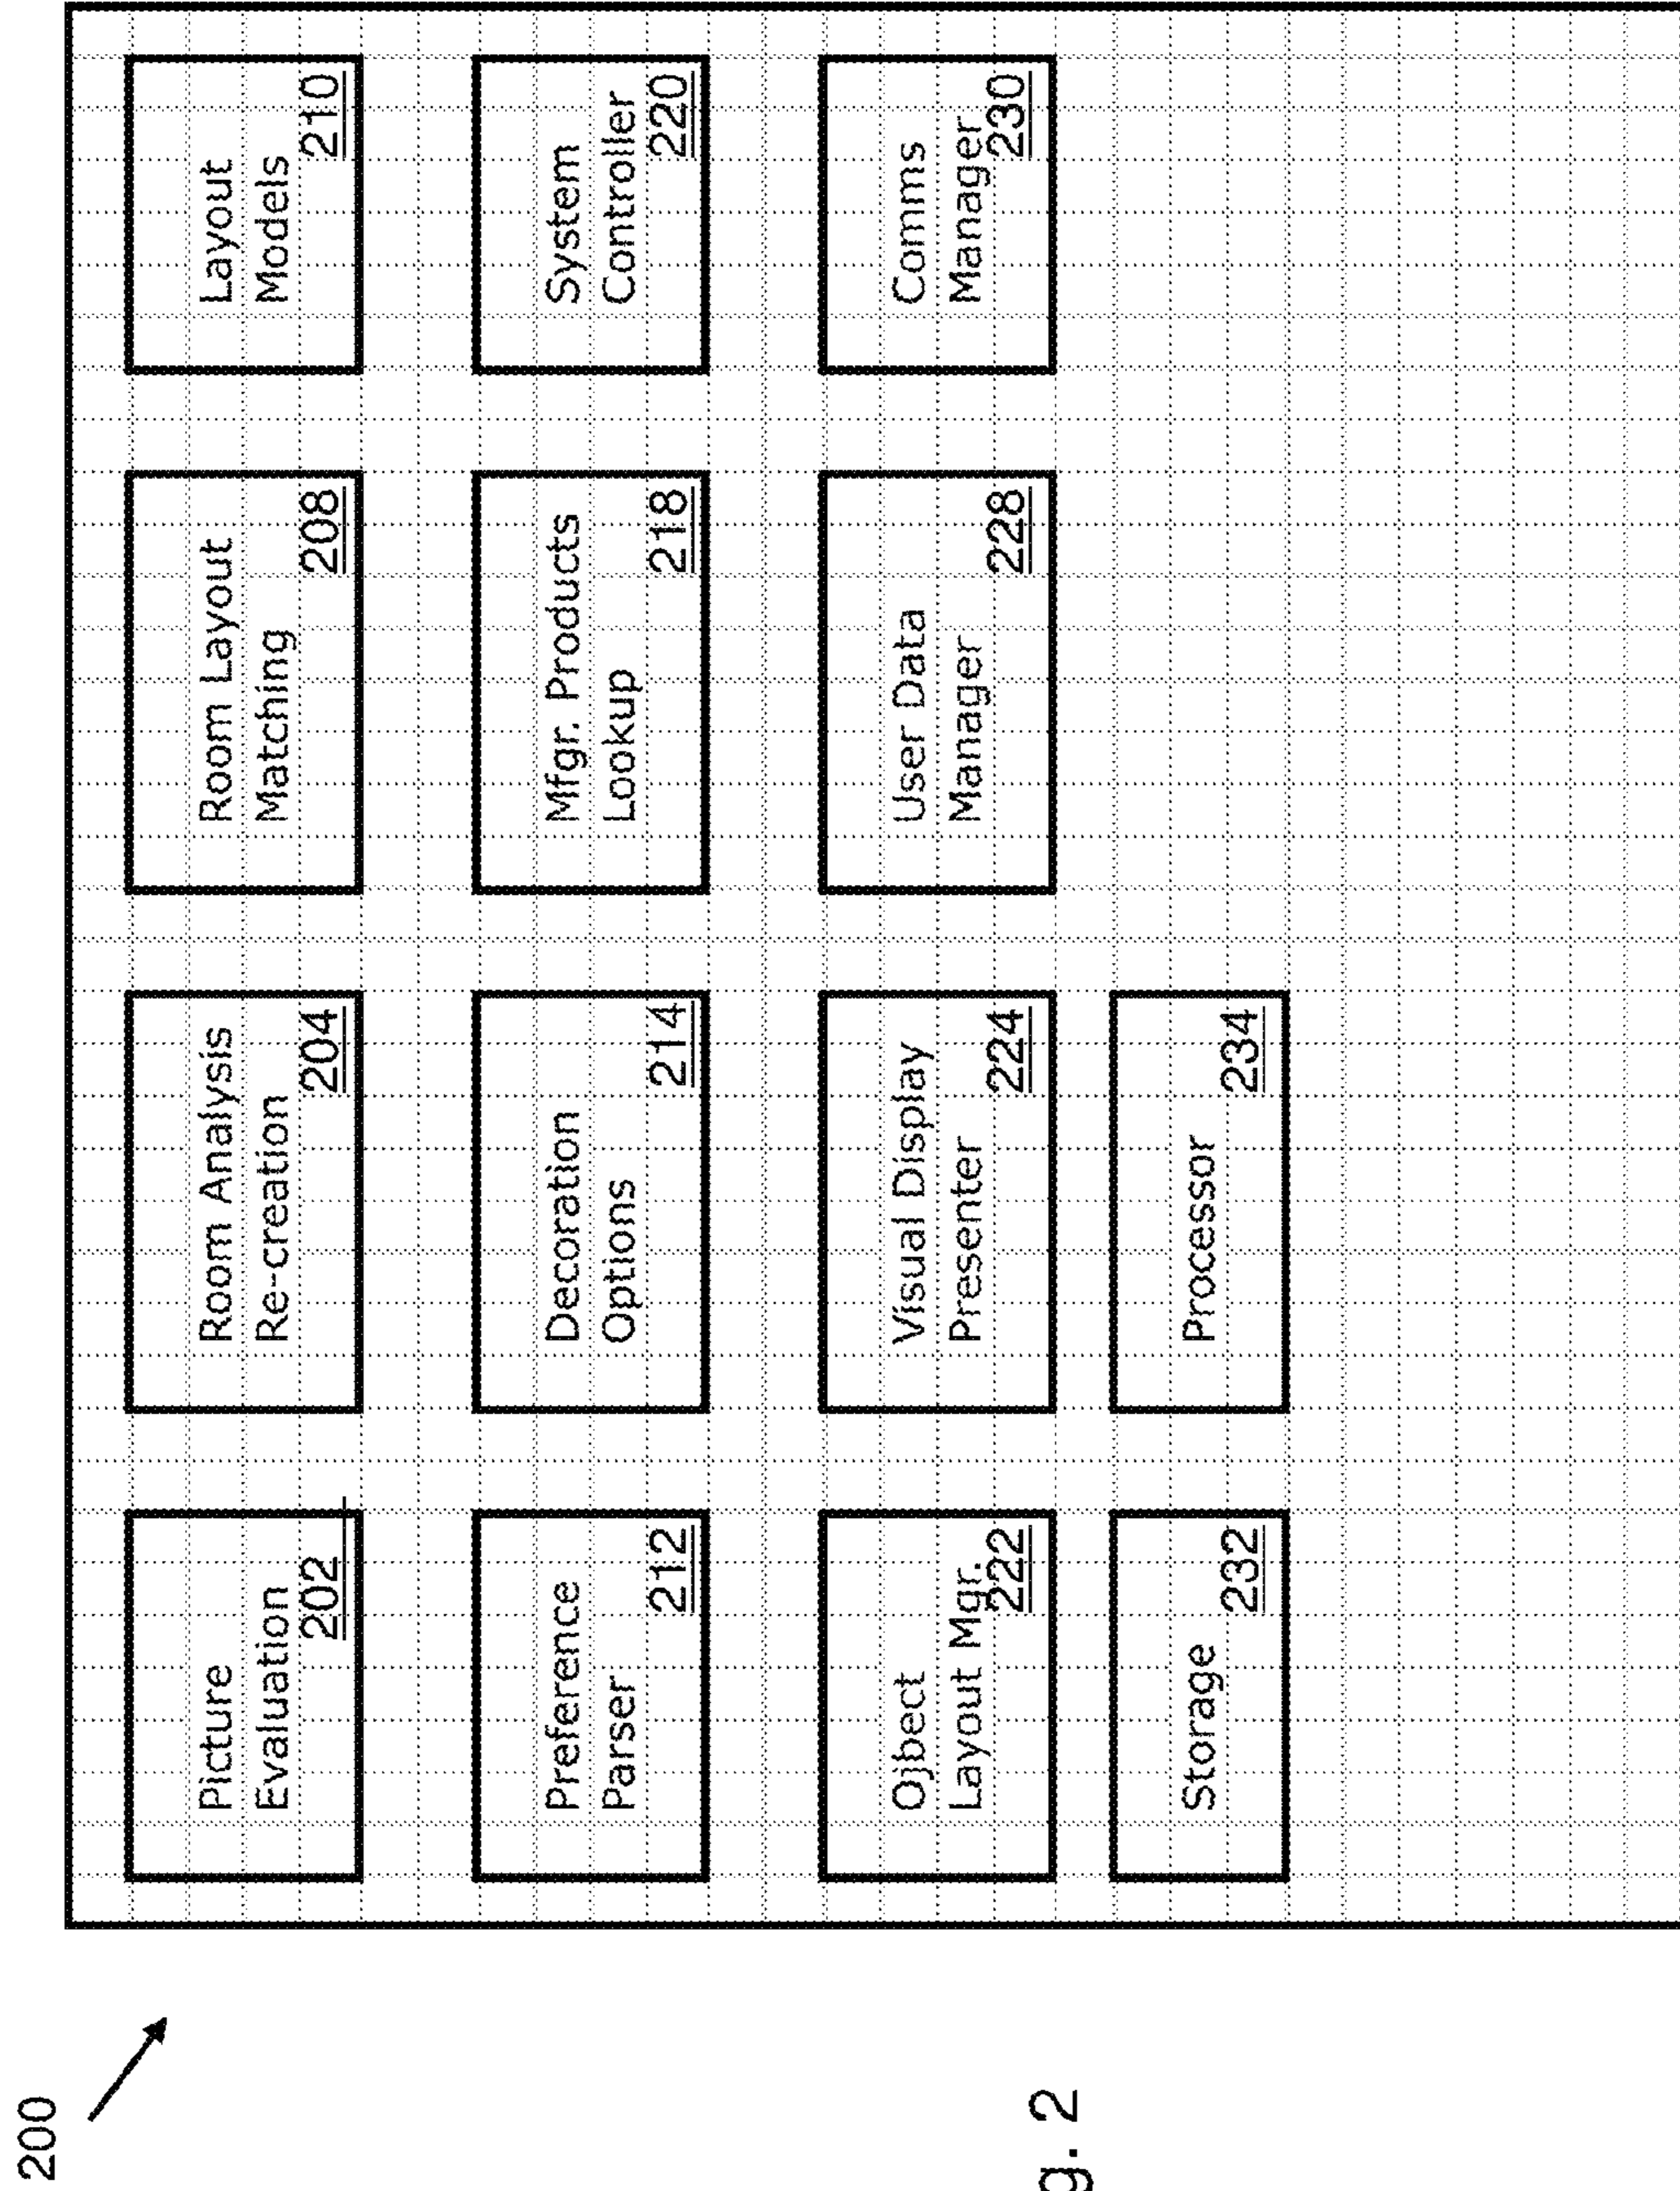 200
Picture
Evaluation
202
Room Analysis
Re-creation
204
Room Layout
Matching
208
Layout
Models
210
Preference
Parser
212
Decoration
Options
214
Mfgr. Products
Lookup
218
System
Controller
220
Ojbect
Layout Mgr.
222
Visual Display
Presenter
224
User Data
Manager
228
Comms
Manager
230
Storage
232
Processor
234
g. 2